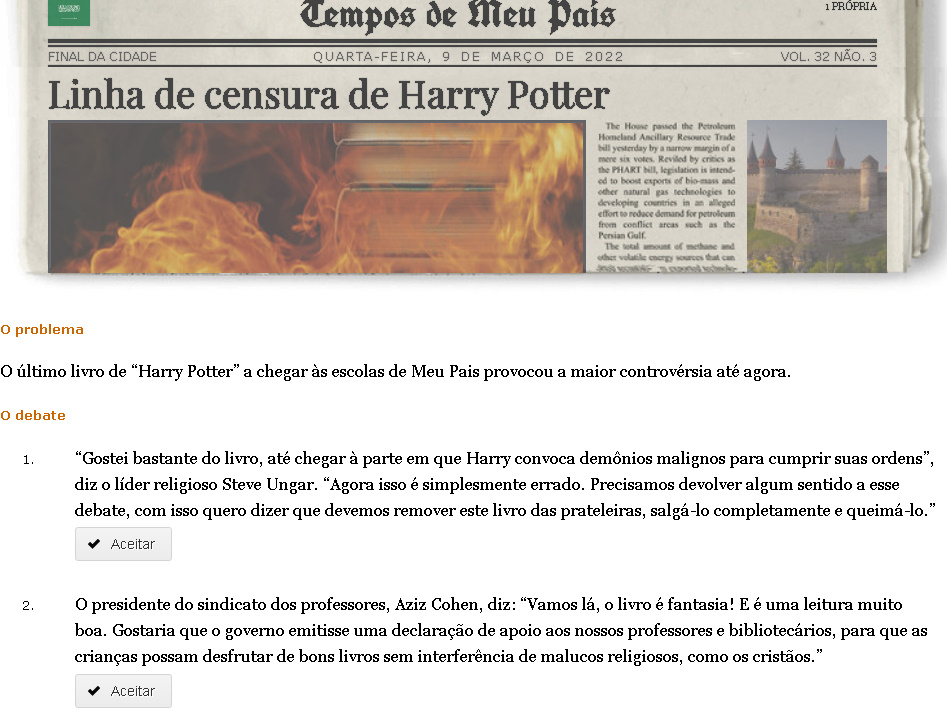 Tempos de Meu País
1 PRÓPRIA
FINAL DA CIDADE
QUARTA-FEIRA, 9 DE MARÇO DE 2022
VOL. 32 NÃO. 3
Linha de censura de Harry Potter
The House passed the Petroleum
Homeland Ancillary Resource Trade
bill yesterday by a narrow margin of a
mere six votes. Reviled by critics as
the PHART bill, legislation is intend-
ed to boost exports of bio-mass and
other natural gas technologies to
developing countries in an alleged
effort to reduce demand for petroleum
from conflict areas such as the
Persian Gulf.
The total amount of methane and
other volatile energy sources that can
O problema
O último livro de “Harry Potter” a chegar às escolas de Meu Pais provocou a maior controvérsia até agora.
O debate
1. “Gostei bastante do livro, até chegar à parte em que Harry convoca demônios malignos para cumprir suas ordens”,
diz o líder religioso Steve Ungar. “Agora isso é simplesmente errado. Precisamos devolver algum sentido a esse
debate, com isso quero dizer que devemos remover este livro das prateleiras, salgá-lo completamente e queimá-lo.”
Aceitar
2. O presidente do sindicato dos professores, Aziz Cohen, diz: “Vamos lá, o livro é fantasia! E é uma leitura muito
boa. Gostaria que o governo emitisse uma declaração de apoio aos nossos professores e bibliotecários, para que as
crianças possam desfrutar de bons livros sem interferência de malucos religiosos, como os cristãos.”
Aceitar